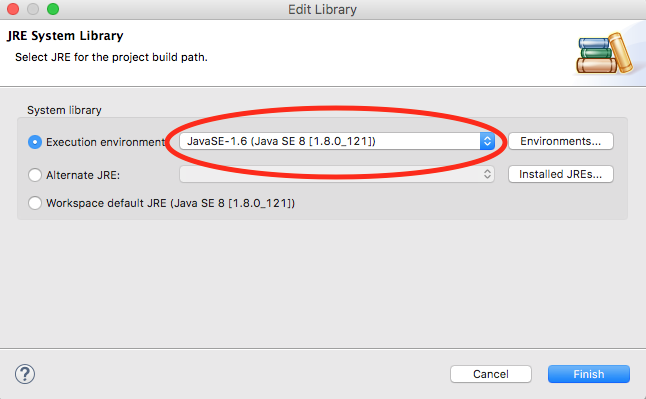 Edit Library
JRE System Library
Select JRE for the project build path.
System library
Execution environment
JavaSE-1.6 (Java SE 8 [1.8.0_121])
Environments...
Alternate JRE:
Installed JREs...
Workspace default JRE (Java SE 8 [1.8.0_121])
?
Cancel
Finish